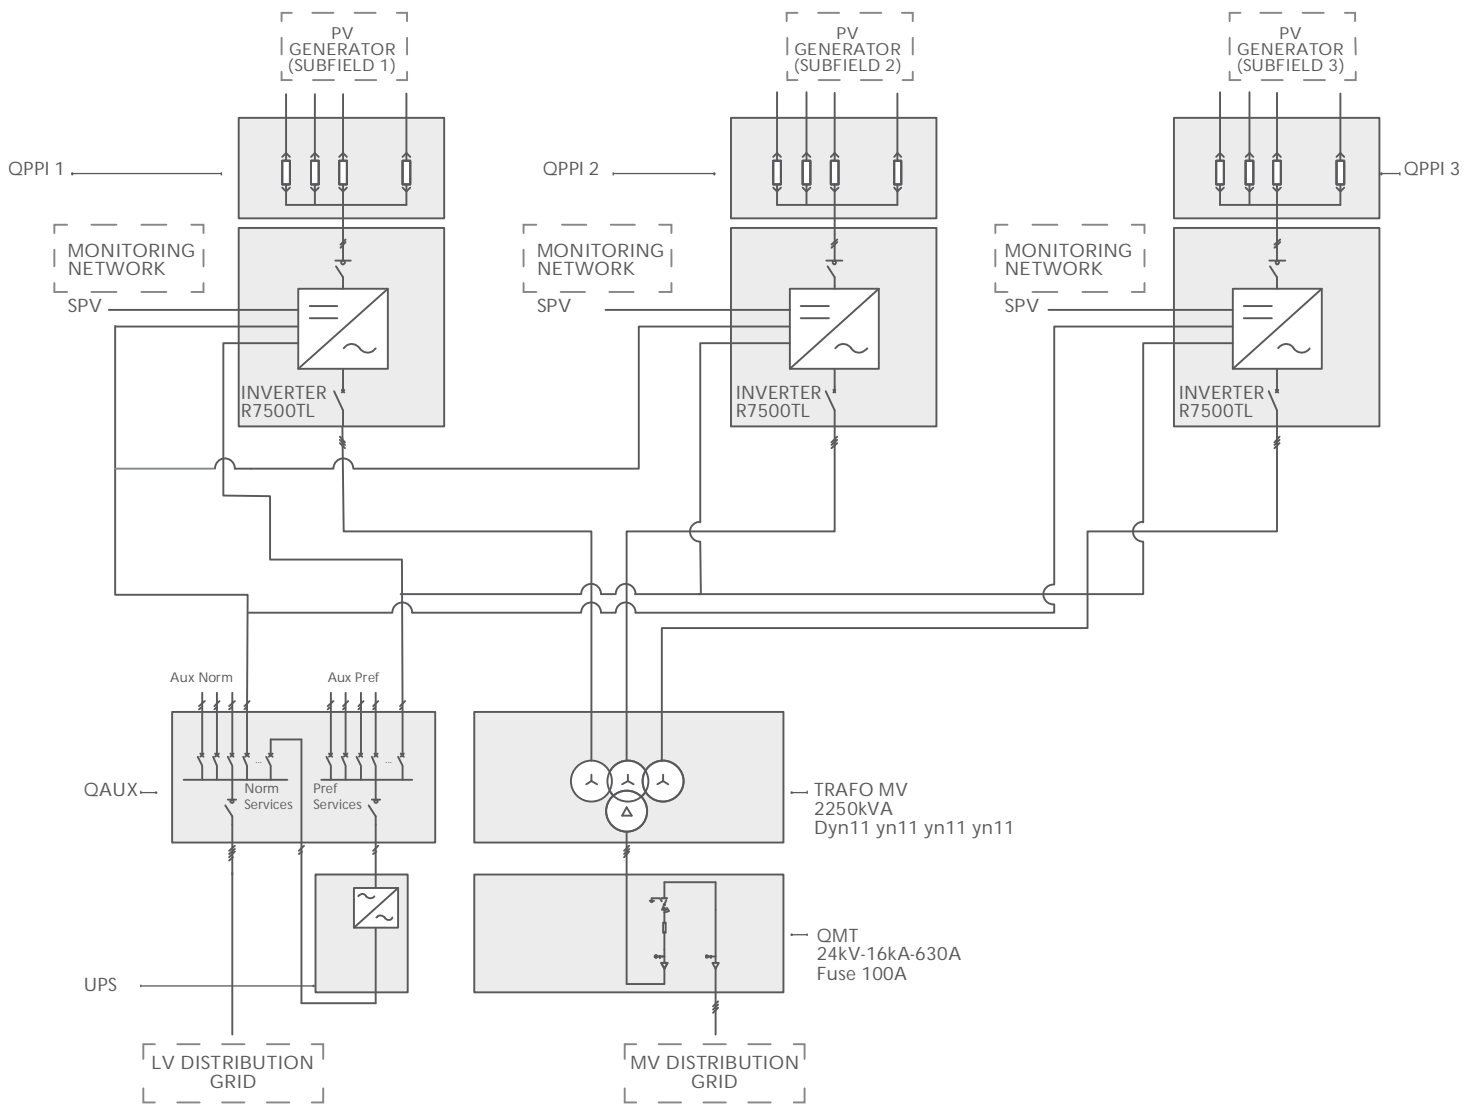 PV
GENERATOR
(SUBFIELD 1)
PV
GENERATOR
(SUBFIELD 2)
PV
GENERATOR
(SUBFIELD 3)
QPPI 1
QPPI 2
QPPI 3
MONITORING
NETWORK
SPV
MONITORING
NETWORK
SPV
MONITORING
NETWORK
SPV
INVERTER
R7500TL
INVERTER
R7500TL
INVERTER
R7500TL
Aux Norm
Aux Pref
...
...
QAUX
Norm
Services
Pref
Services
TRAFO MV
2250kVA
Dyn11 yn11 yn11 yn11
QMT
24kV-16kA-630A
Fuse 100A
UPS
LV DISTRIBUTION
GRID
MV DISTRIBUTION
GRID